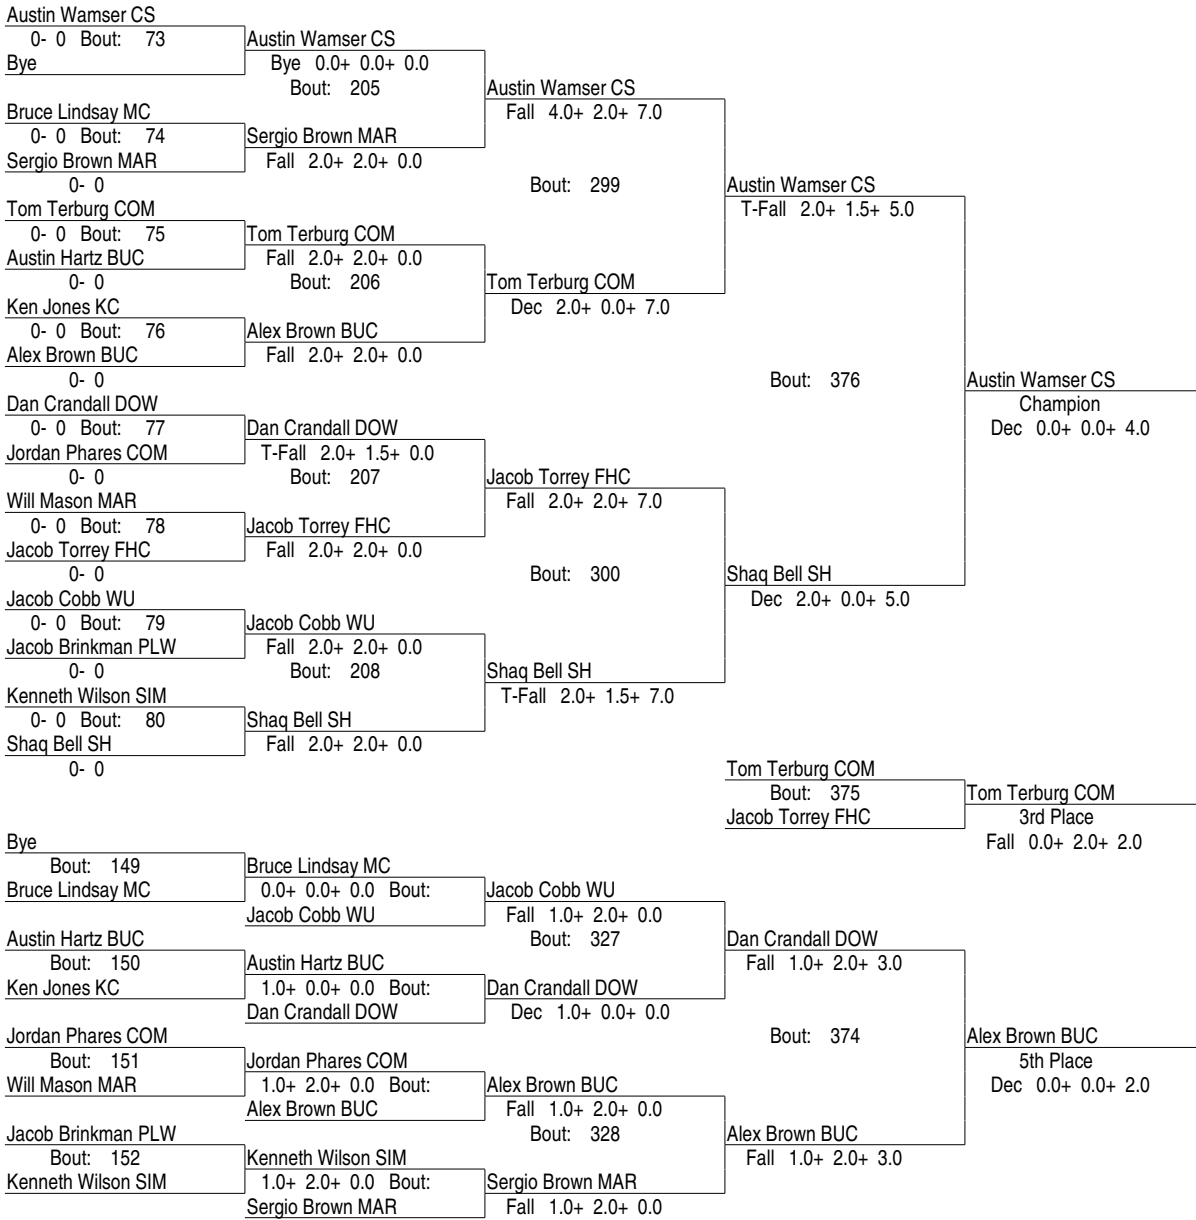 Austin Wamser CS
0- 0 Bout: 73 Austin Wamser CS
Bye Bye 0.0+ 0.0+ 0.0
Bout: 205 Austin Wamser CS
Bruce Lindsay MC Fall 4.0+ 2.0+ 7.0
0- 0 Bout: 74 Sergio Brown MAR
Sergio Brown MAR Fall 2.0+ 2.0+ 0.0
0- 0 Bout: 299 Austin Wamser CS
Tom Terburg COM T-Fall 2.0+ 1.5+ 5.0
0- 0 Bout: 75 Tom Terburg COM
Austin Hartz BUC Fall 2.0+ 2.0+ 0.0
0- 0 Bout: 206 Tom Terburg COM
Ken Jones KC Dec 2.0+ 0.0+ 7.0
0- 0 Bout: 76 Alex Brown BUC
Alex Brown BUC Fall 2.0+ 2.0+ 0.0
0- 0 Bout: 376 Austin Wamser CS
Dan Crandall DOW Champion
0- 0 Bout: 77 Dan Crandall DOW Dec 0.0+ 0.0+ 4.0
Jordan Phares COM T-Fall 2.0+ 1.5+ 0.0
0- 0 Bout: 207 Jacob Torrey FHC
Will Mason MAR Fall 2.0+ 2.0+ 7.0
0- 0 Bout: 78 Jacob Torrey FHC
Jacob Torrey FHC Fall 2.0+ 2.0+ 0.0
0- 0 Bout: 300 Shaq Bell SH
Jacob Cobb WU Dec 2.0+ 0.0+ 5.0
0- 0 Bout: 79 Jacob Cobb WU
Jacob Brinkman PLW Fall 2.0+ 2.0+ 0.0
0- 0 Bout: 208 Shaq Bell SH
Kenneth Wilson SIM T-Fall 2.0+ 1.5+ 7.0
0- 0 Bout: 80 Shaq Bell SH
Shaq Bell SH Fall 2.0+ 2.0+ 0.0
0- 0 Tom Terburg COM
Bout: 375 Tom Terburg COM
Jacob Torrey FHC 3rd Place
Bye Fall 0.0+ 2.0+ 2.0
Bout: 149 Bruce Lindsay MC
Bruce Lindsay MC 0.0+ 0.0+ 0.0 Bout: Jacob Cobb WU
Jacob Cobb WU Fall 1.0+ 2.0+ 0.0
Austin Hartz BUC Bout: 327 Dan Crandall DOW
Bout: 150 Austin Hartz BUC Fall 1.0+ 2.0+ 3.0
Ken Jones KC 1.0+ 0.0+ 0.0 Bout: Dan Crandall DOW
Dan Crandall DOW Dec 1.0+ 0.0+ 0.0
Jordan Phares COM Bout: 374 Alex Brown BUC
Bout: 151 Jordan Phares COM 5th Place
Will Mason MAR 1.0+ 2.0+ 0.0 Bout: Alex Brown BUC Dec 0.0+ 0.0+ 2.0
Alex Brown BUC Fall 1.0+ 2.0+ 0.0
Jacob Brinkman PLW Bout: 328 Alex Brown BUC
Bout: 152 Kenneth Wilson SIM Fall 1.0+ 2.0+ 3.0
Kenneth Wilson SIM 1.0+ 2.0+ 0.0 Bout: Sergio Brown MAR
Sergio Brown MAR Fall 1.0+ 2.0+ 0.0